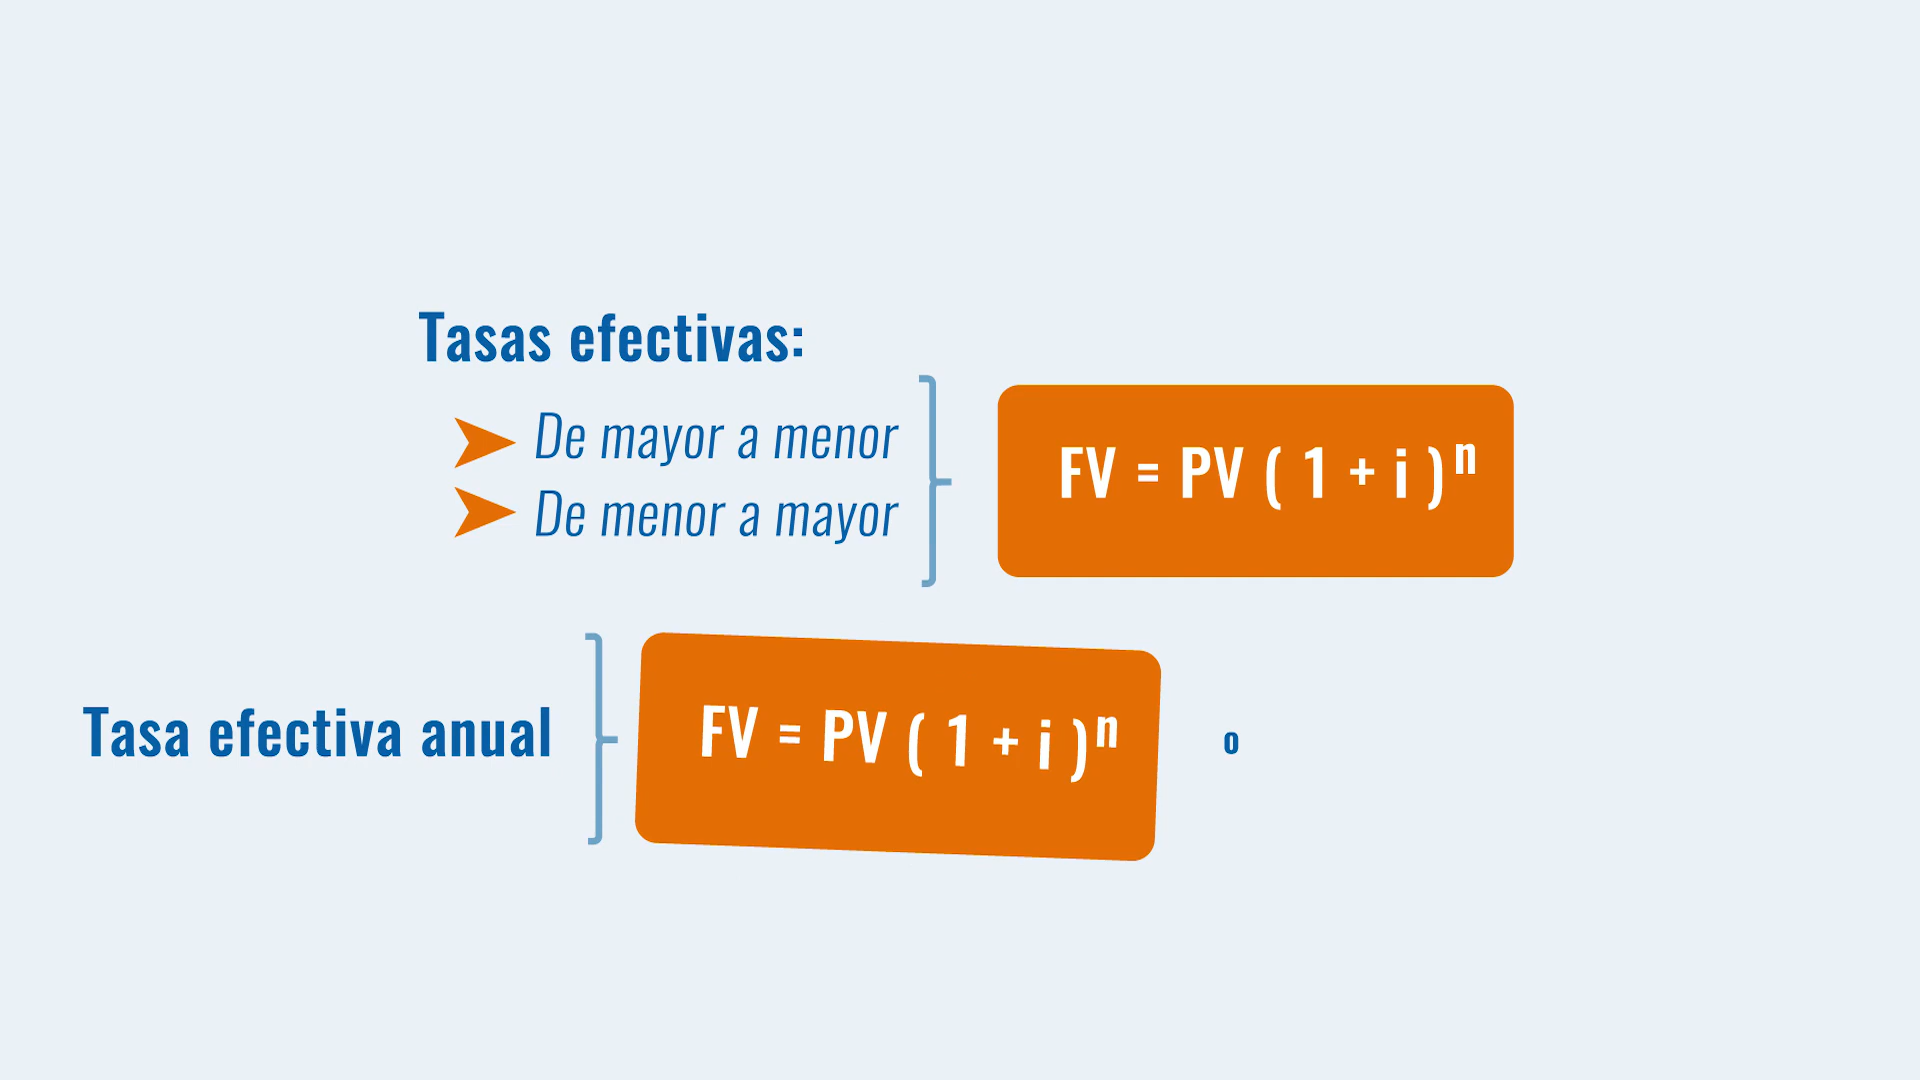 Tasas efectivas:
De mayor a menor
De menor a mayor
FV = PV ( 1 + i )ⁿ
Tasa efectiva anual
FV = PV ( 1 + i )ⁿ
o